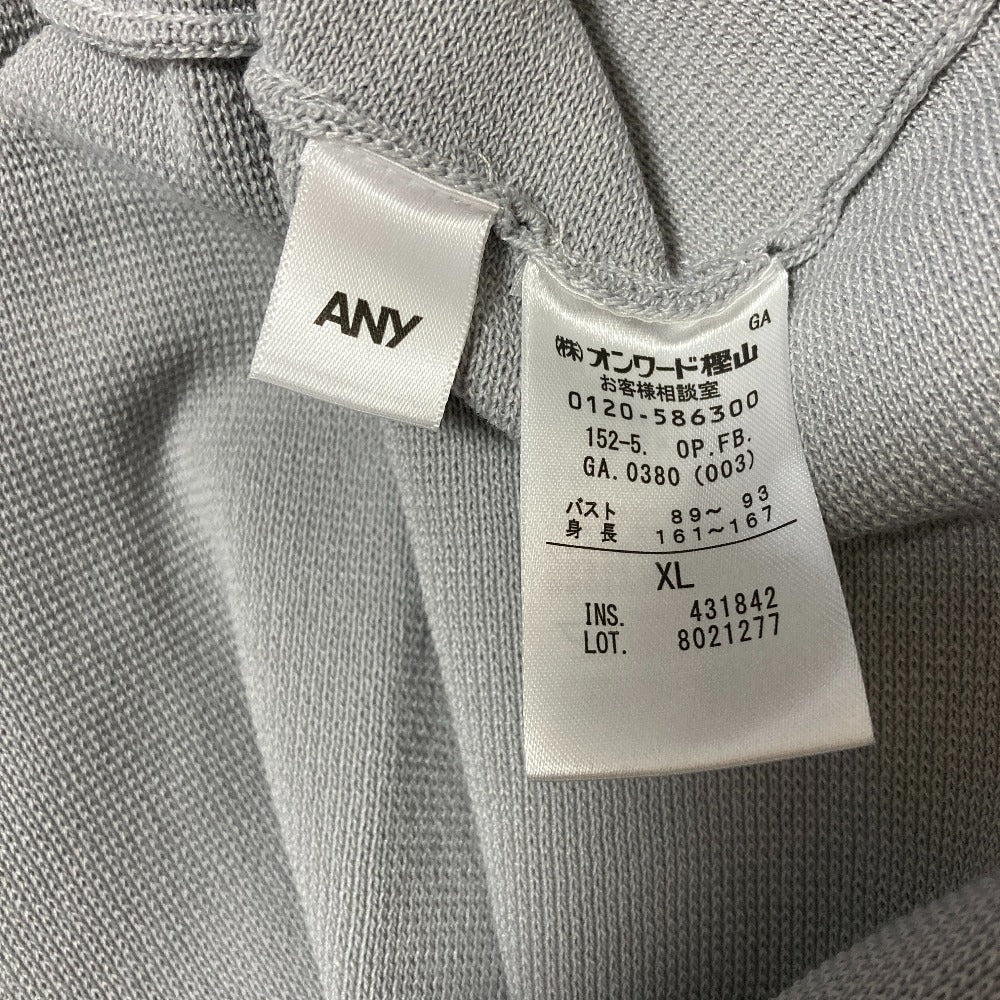 ANY
GA
㈱オンワード樫山
お客様相談室
0120-586300
152-5. OP.FB.
GA.0380 (003)
バスト 89～ 93
身長 161～167
XL
INS. 431842
LOT. 8021277